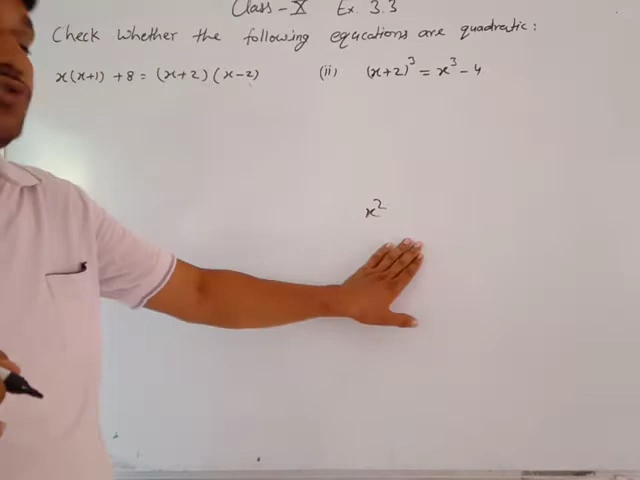 Class - X Ex. 3.3
Check whether the following equcations are quadratic :
x(x+1) + 8 = (x+2) (x-2) (ii) (x+2)³ = x³ - 4
x²